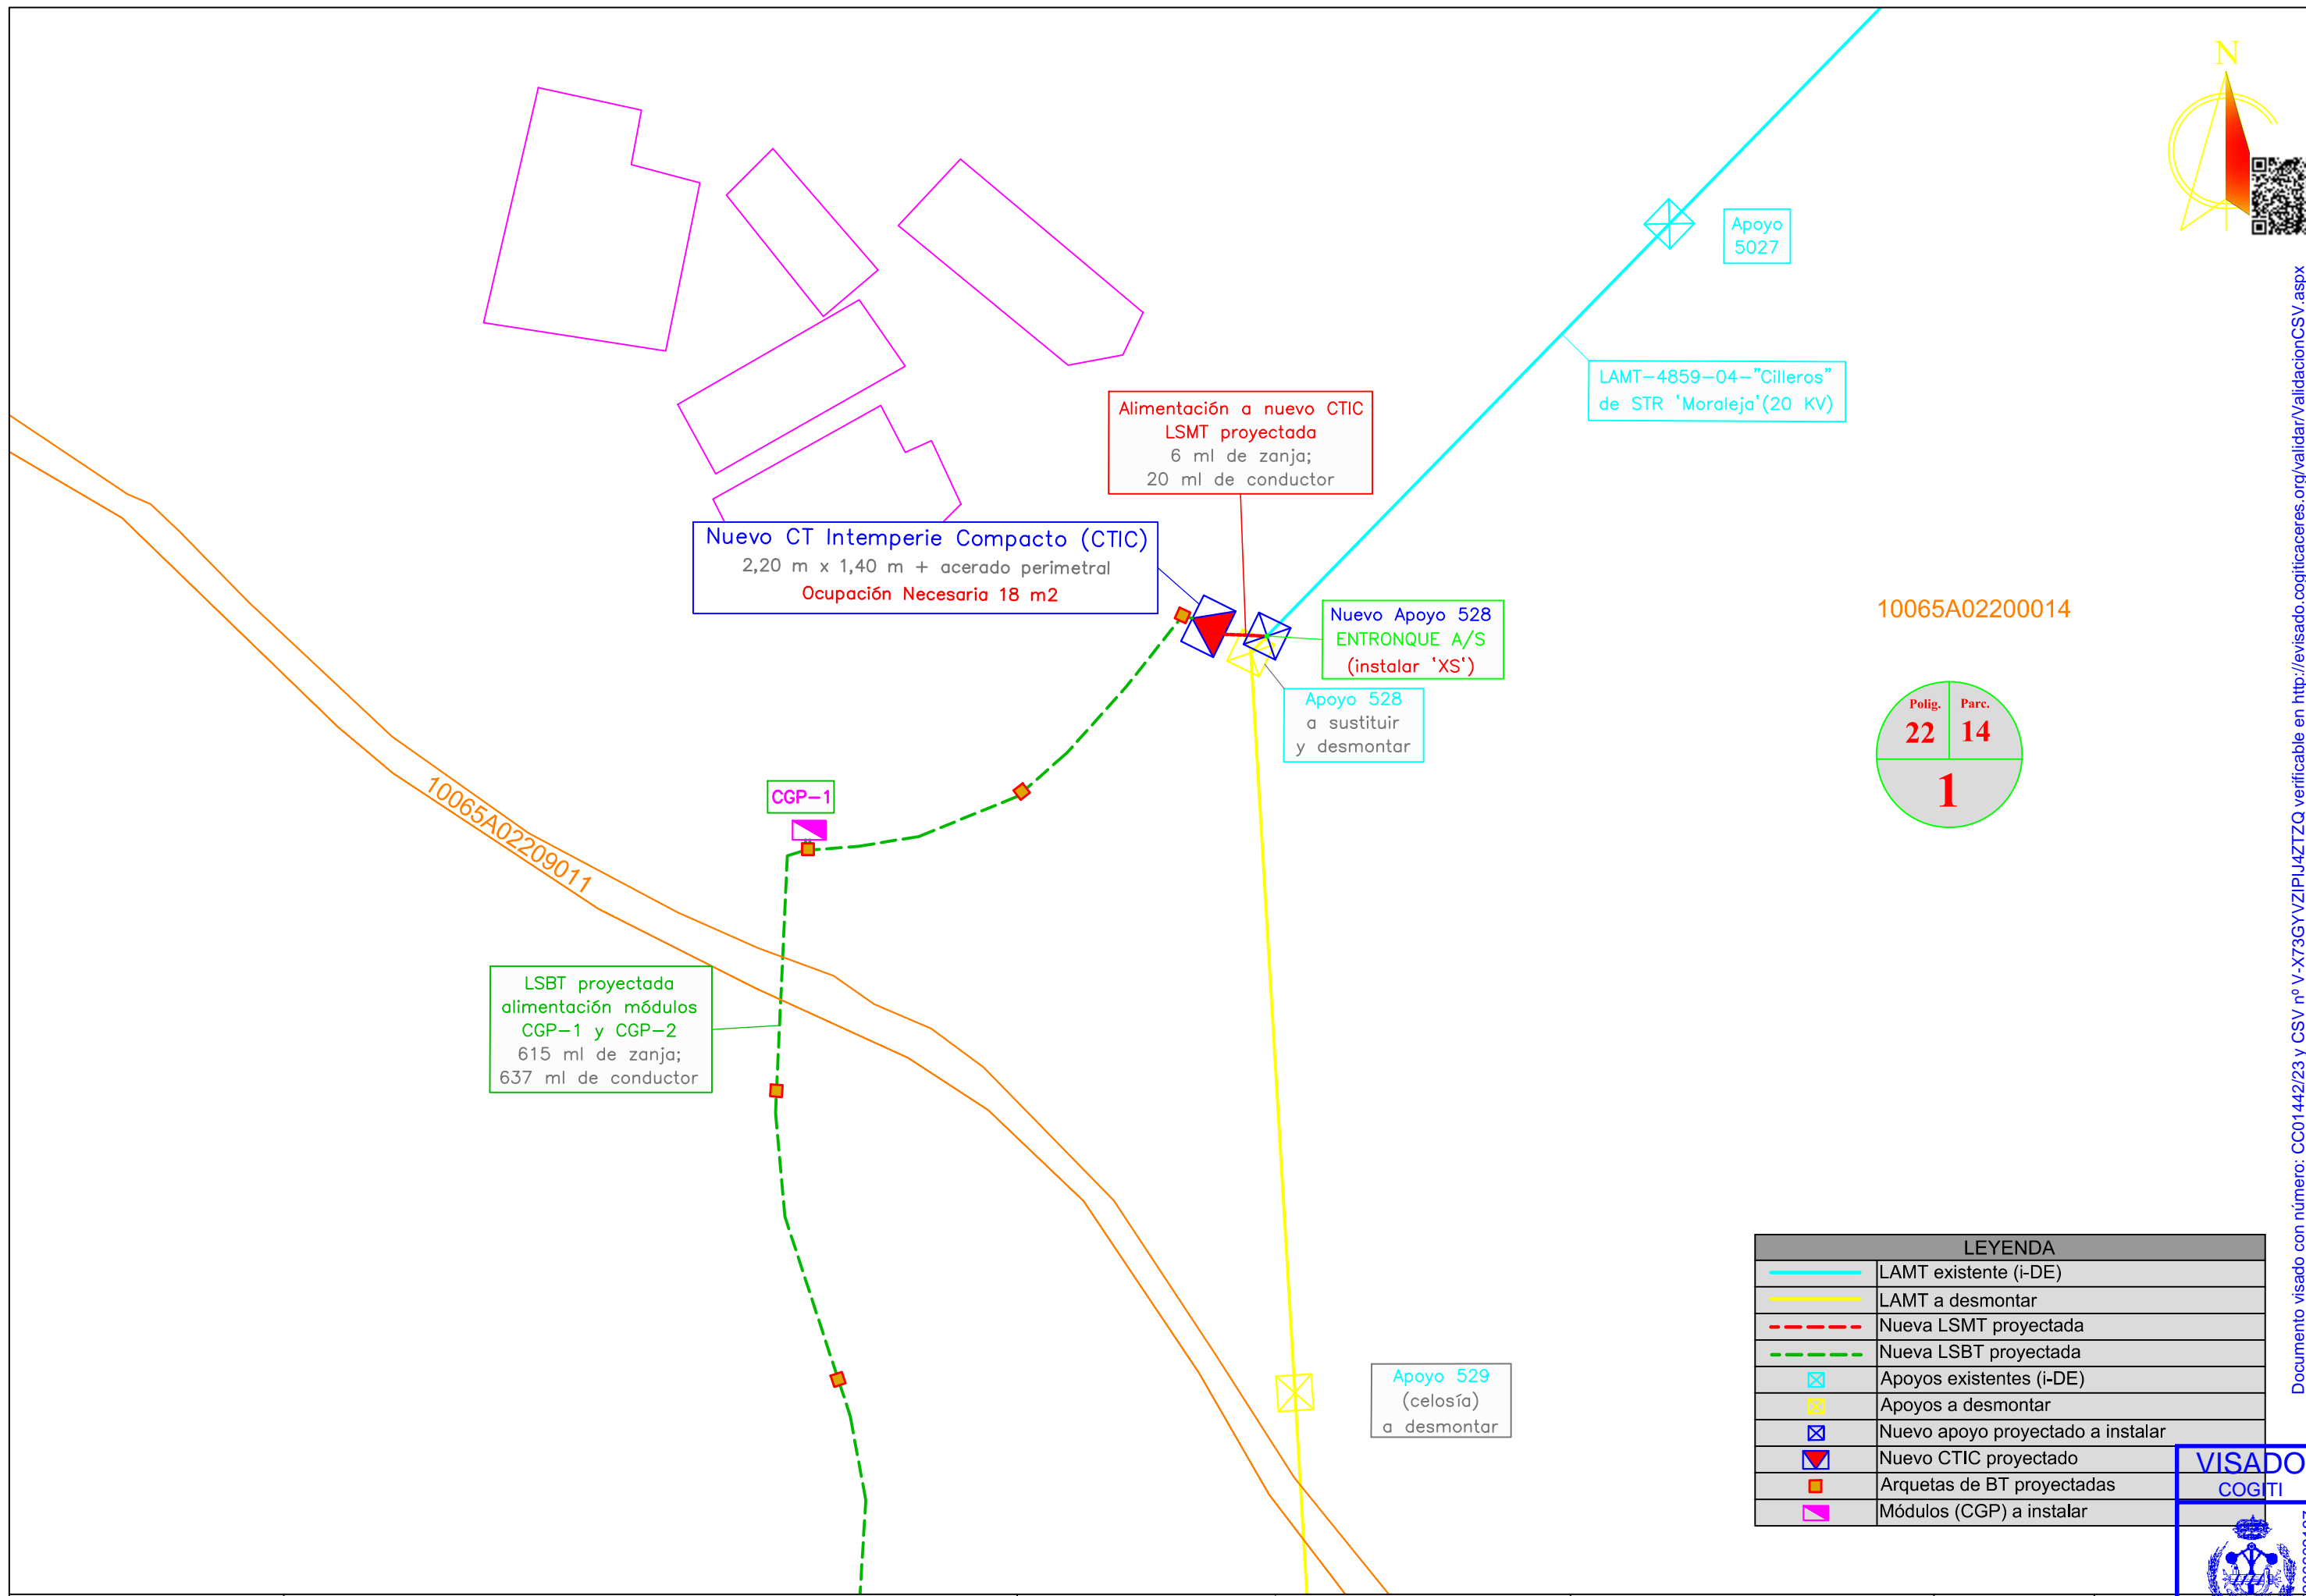 N
Apoyo
5027
LAMT-4859-04-"Cilleros"
de STR 'Moraleja'(20 KV)
Alimentación a nuevo CTIC
LSMT proyectada
6 ml de zanja;
20 ml de conductor
Nuevo CT Intemperie Compacto (CTIC)
2,20 m x 1,40 m + acerado perimetral
Ocupación Necesaria 18 m2
Nuevo Apoyo 528
ENTRONQUE A/S
(instalar 'XS')
Apoyo 528
a sustituir
y desmontar
10065A02200014
Polig. Parc.
22 14
1
CGP-1
10065A02209011
LSBT proyectada
alimentación módulos
CGP-1 y CGP-2
615 ml de zanja;
637 ml de conductor
Apoyo 529
(celosía)
a desmontar
LEYENDA
LAMT existente (i-DE)
LAMT a desmontar
Nueva LSMT proyectada
Nueva LSBT proyectada
Apoyos existentes (i-DE)
Apoyos a desmontar
Nuevo apoyo proyectado a instalar
Nuevo CTIC proyectado
Arquetas de BT proyectadas
Módulos (CGP) a instalar
VISADO
COGITI
Documento visado con número: CC01442/23 y CSV nº V-X73GYVZIPIJ4ZTZQ verificable en http://evisado.cogiticaceres.org/validar/ValidacionCSV.aspx